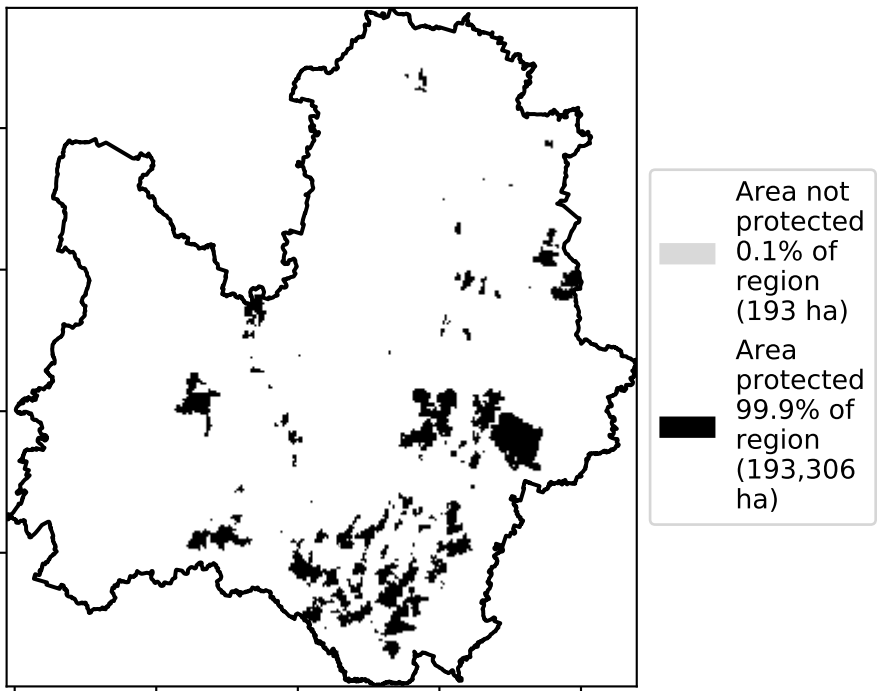 Area not
protected
0.1% of
region
(193 ha)
Area
protected
99.9% of
region
(193,306
ha)